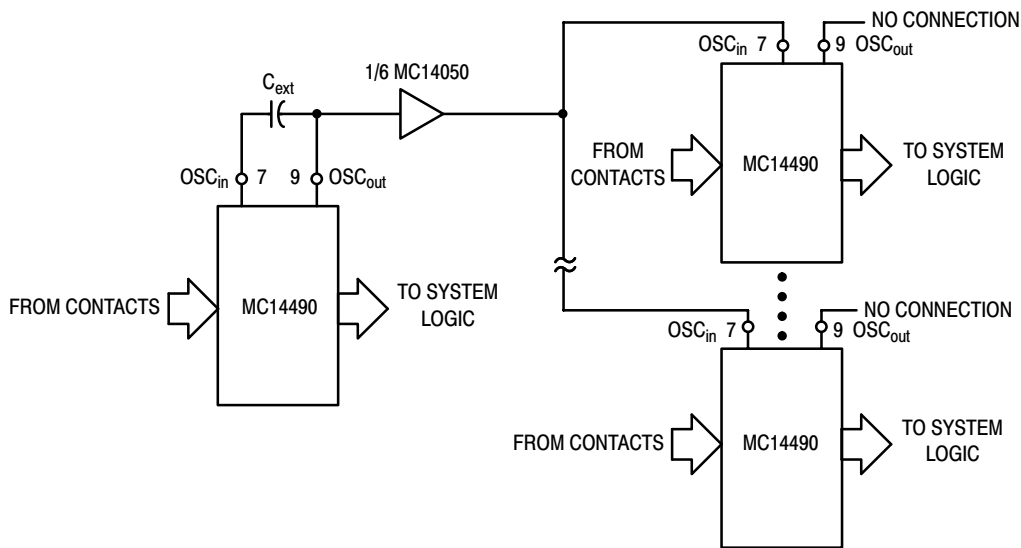 NO CONNECTION
OSCin 7
9 OSCout
1/6 MC14050
Cext
FROM
CONTACTS
MC14490
TO SYSTEM
LOGIC
OSCin 7
9 OSCout
FROM CONTACTS
MC14490
TO SYSTEM
LOGIC
NO CONNECTION
OSCin 7
9 OSCout
FROM CONTACTS
MC14490
TO SYSTEM
LOGIC